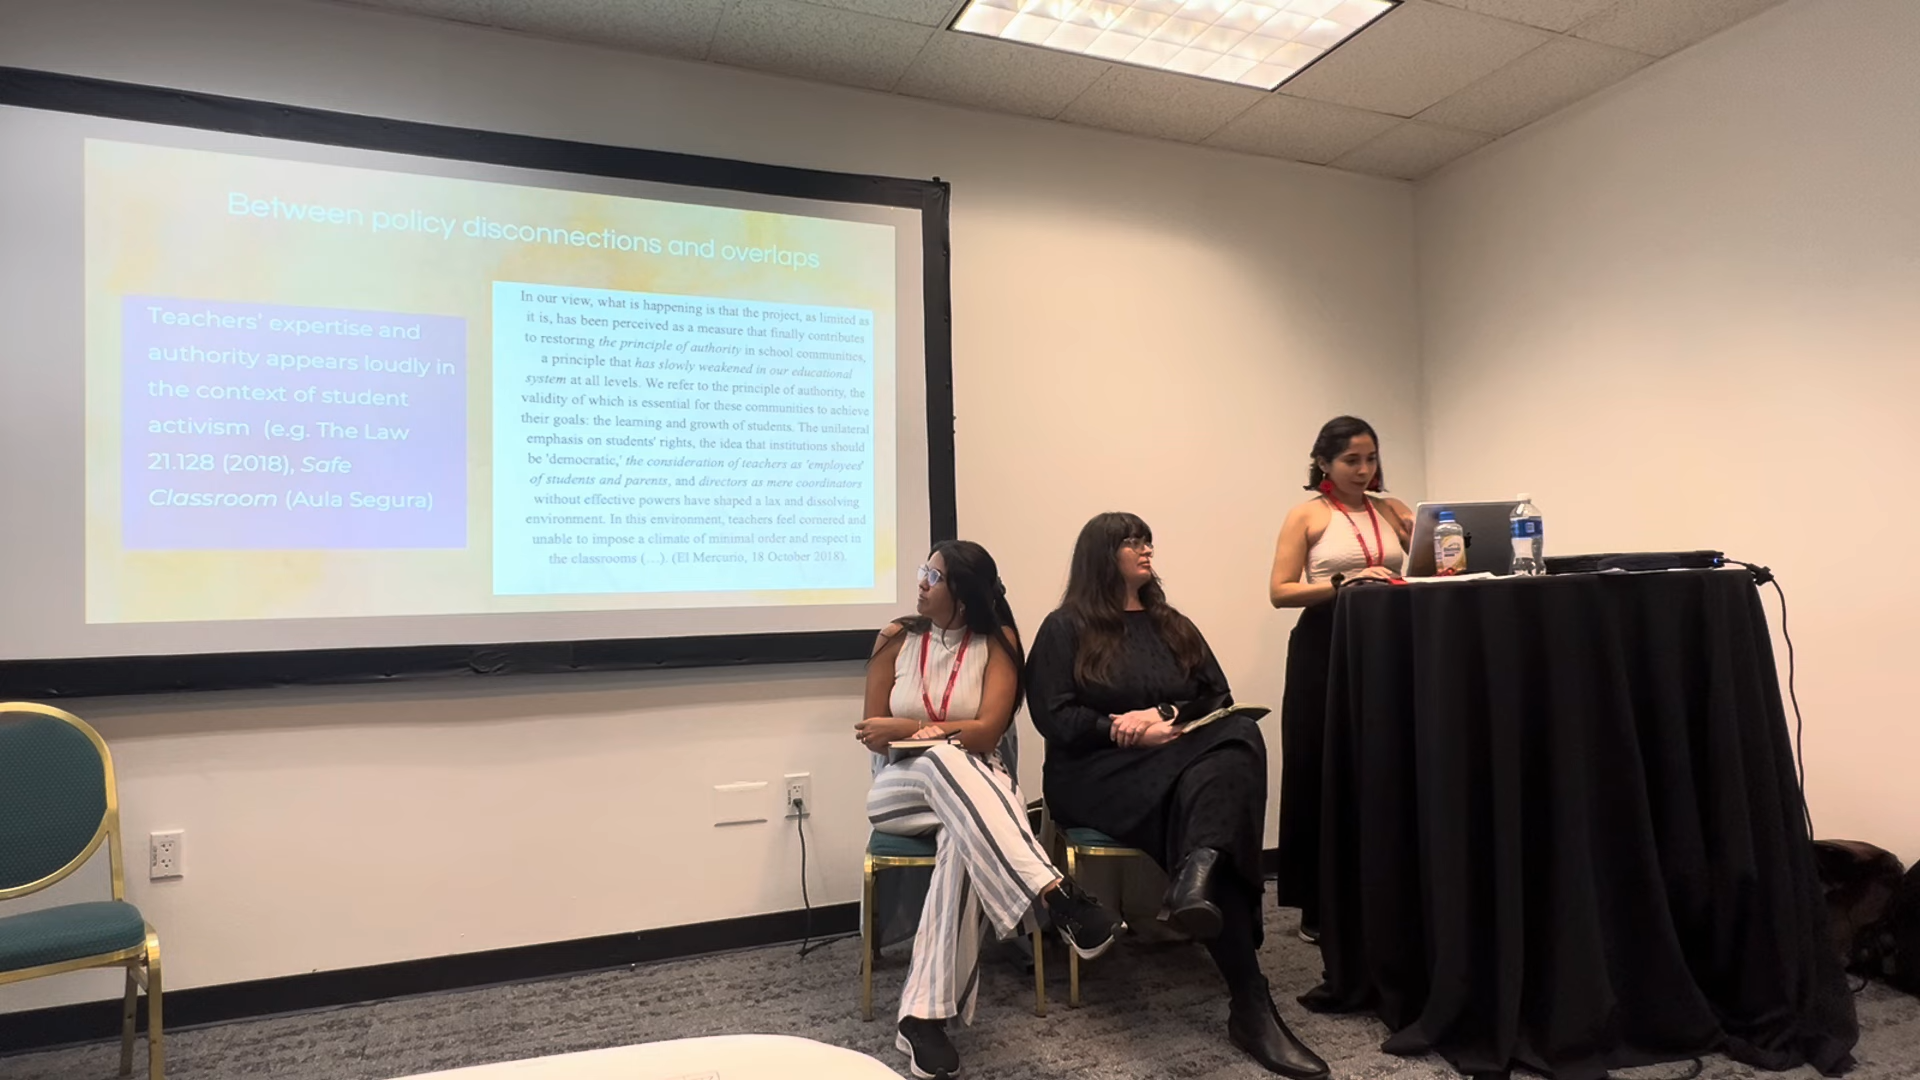 Between policy disconnections and overlaps
Teachers' expertise and
authority appears loudly in
the context of student
activism (e.g. The Law
21.128 (2018), Safe
Classroom (Aula Segura)
In our view, what is happening is that the project, as limited as
it is, has been perceived as a measure that finally contributes
to restoring the principle of authority in school communities,
a principle that has slowly weakened in our educational
system at all levels. We refer to the principle of authority, the
validity of which is essential for these communities to achieve
their goals: the learning and growth of students. The unilateral
emphasis on students' rights, the idea that institutions should
be 'democratic,' the consideration of teachers as 'employees'
of students and parents, and directors as mere coordinators
without effective powers have shaped a lax and dissolving
environment. In this environment, teachers feel cornered and
unable to impose a climate of minimal order and respect in
the classrooms (…). (El Mercurio, 18 October 2018).